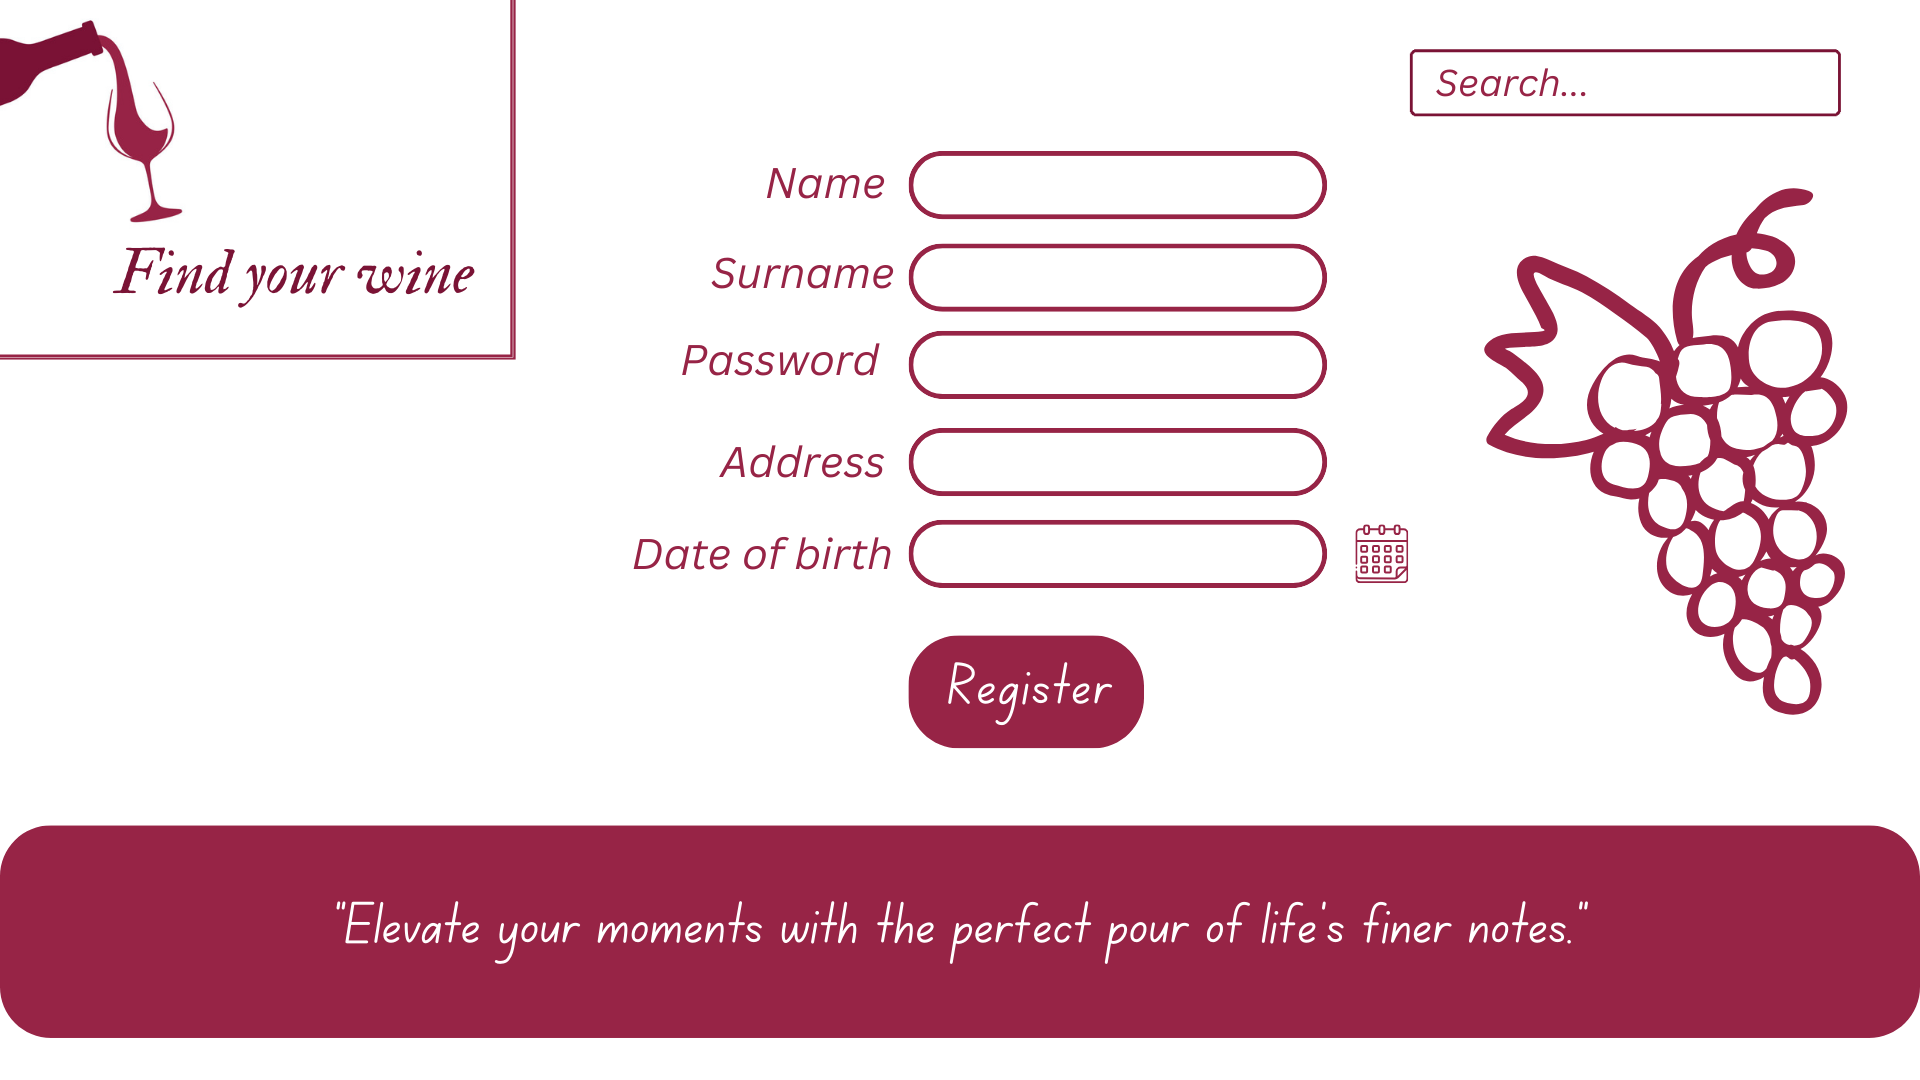 Search...
Name
Surname
Password
Address
Date of birth
Find your wine
Register
"Elevate your moments with the perfect pour of life's finer notes."